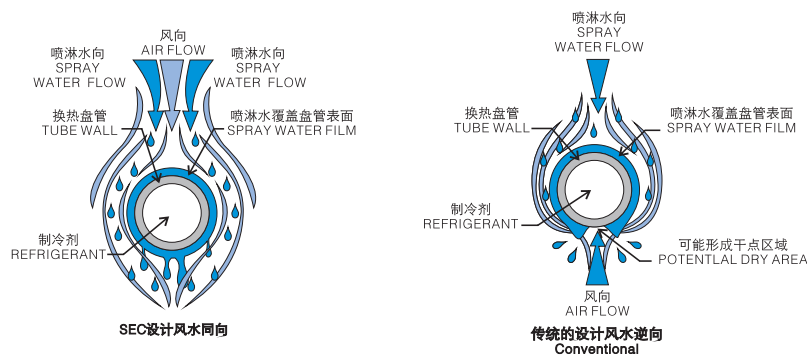 风向
AIR FLOW
喷淋水向
SPRAY
WATER FLOW
喷淋水向
SPRAY
WATER FLOW
换热盘管
TUBE WALL
喷淋水覆盖盘管表面
SPRAY WATER FILM
制冷剂
REFRIGERANT
SEC设计风水同向
喷淋水向
SPRAY
WATER FLOW
换热盘管
TUBE WALL
喷淋水覆盖盘管表面
SPRAY WATER FILM
制冷剂
REFRIGERANT
可能形成干点区域
POTENTLAL DRY AREA
风向
AIR FLOW
传统的设计风水逆向
Conventional